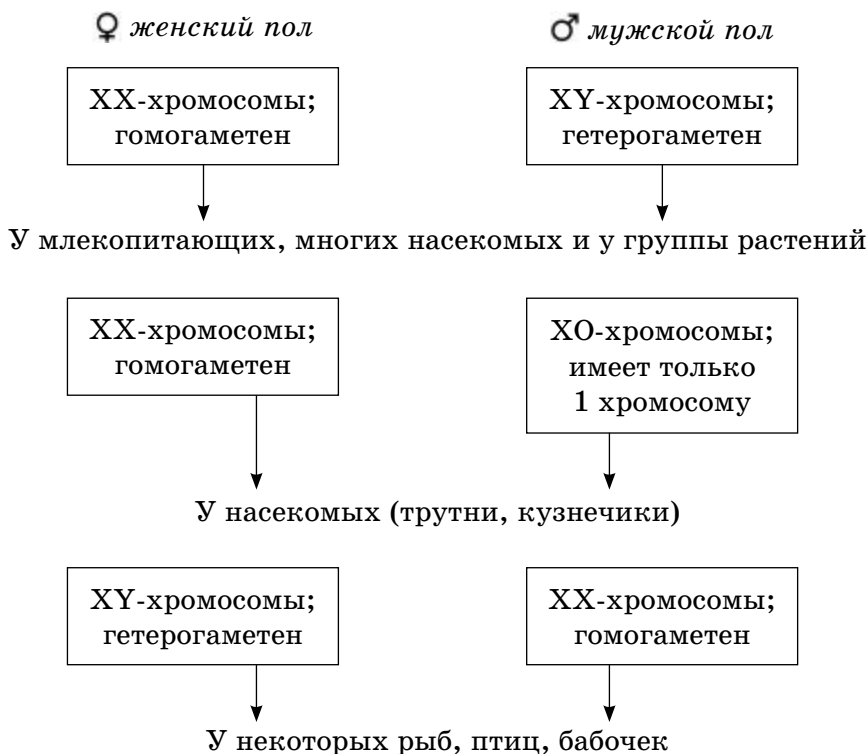 ♀ женский пол
♂ мужской пол
XX-хромосомы;
гомогаметен
XY-хромосомы;
гетерогаметен
У млекопитающих, многих насекомых и у группы растений
XX-хромосомы;
гомогаметен
XO-хромосомы;
имеет только
1 хромосому
У насекомых (трутни, кузнечики)
XY-хромосомы;
гетерогаметен
XX-хромосомы;
гомогаметен
У некоторых рыб, птиц, бабочек